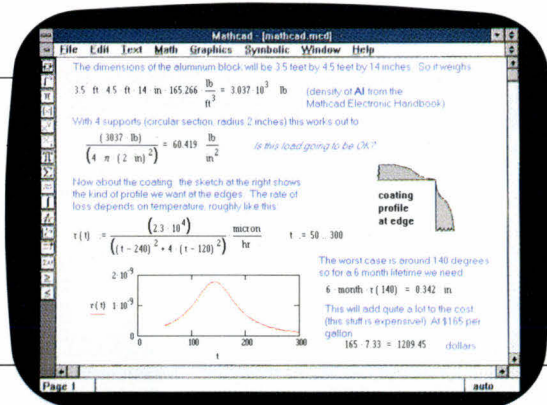 Mathcad - [mathcad.mcd]
File Edit Text Math Graphics Symbolic Window Help
The dimensions of the aluminum block will be 3.5 feet by 4.5 feet by 14 inches. So it weighs
3.5 ft 4.5 ft 14 in 165.266 lb/ft³ = 3.037·10³ lb
(density of Al from the
Mathcad Electronic Handbook)
With 4 supports (circular section, radius 2 inches) this works out to
(3037 lb) / (4 π (2 in)²) = 60.419 lb/in²
Is this load going to be OK?
Now about the coating the sketch at the right shows
the kind of profile we want at the edges. The rate of
loss depends on temperature, roughly like this:
coating
profile
at edge
r(t) := (2.3·10⁴) / ((t - 240)² + 4 (t - 120)²) micron/hr
t := 50 .. 300
The worst case is around 140 degrees
so for a 6 month lifetime we need
6 month r(140) = 0.342 in
This will add quite a lot to the cost
(this stuff is expensive!) At $165 per
gallon
165 7.33 = 1209.45 dollars
2·10⁻⁹
r(t) 1·10⁻⁹
0
0 100 200 300
t
Page 1
auto